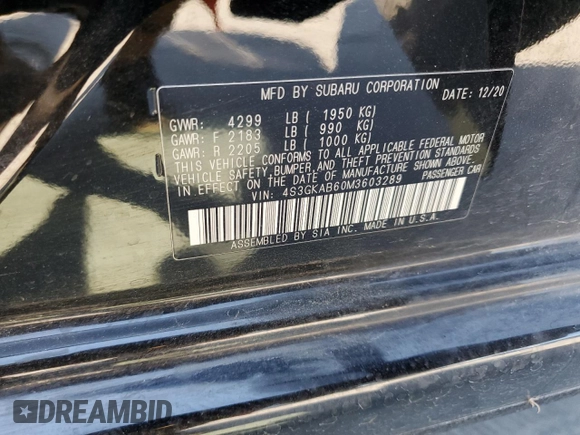 MFD BY SUBARU CORPORATION DATE: 12/20
GVWR: 4299 LB ( 1950 KG)
GAWR: F 2183 LB ( 990 KG)
GAWR: R 2205 LB ( 1000 KG)
THIS VEHICLE CONFORMS TO ALL APPLICABLE FEDERAL MOTOR
VEHICLE SAFETY,BUMPER,AND THEFT PREVENTION STANDARDS
IN EFFECT ON THE DATE OF MANUFACTURE SHOWN ABOVE.
VIN: 4S3GKAB60M3603289 PASSENGER CAR
ASSEMBLED BY SIA INC. MADE IN U.S.A.
DREAMBID